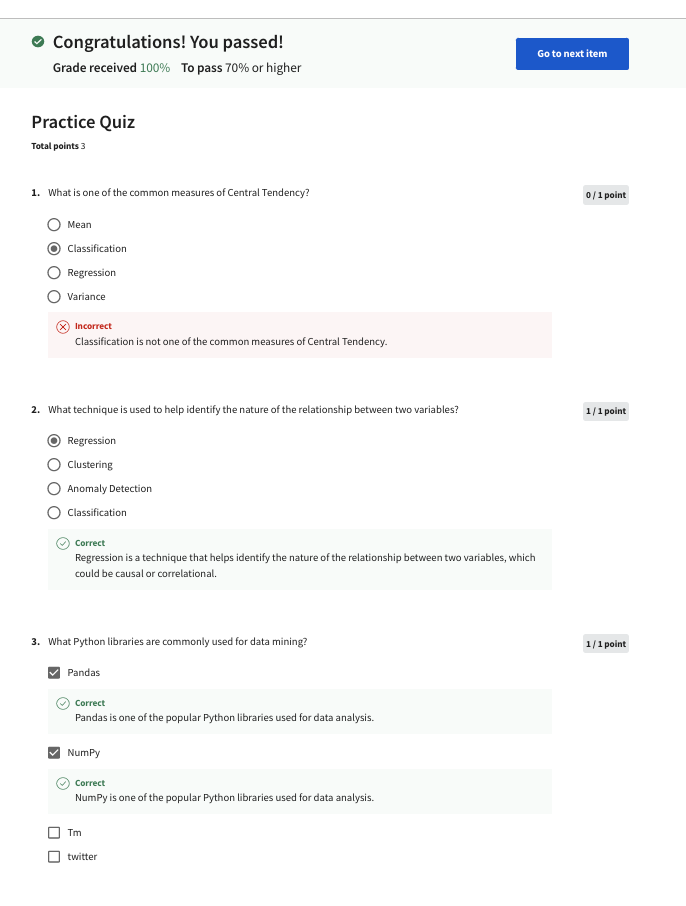 Congratulations! You passed!
Grade received 100% To pass 70% or higher
Go to next item
Practice Quiz
Total points 3
1. What is one of the common measures of Central Tendency?
0 / 1 point
Mean
Classification
Regression
Variance
Incorrect
Classification is not one of the common measures of Central Tendency.
2. What technique is used to help identify the nature of the relationship between two variables?
1 / 1 point
Regression
Clustering
Anomaly Detection
Classification
Correct
Regression is a technique that helps identify the nature of the relationship between two variables, which
could be causal or correlational.
3. What Python libraries are commonly used for data mining?
1 / 1 point
Pandas
Correct
Pandas is one of the popular Python libraries used for data analysis.
NumPy
Correct
NumPy is one of the popular Python libraries used for data analysis.
Tm
twitter